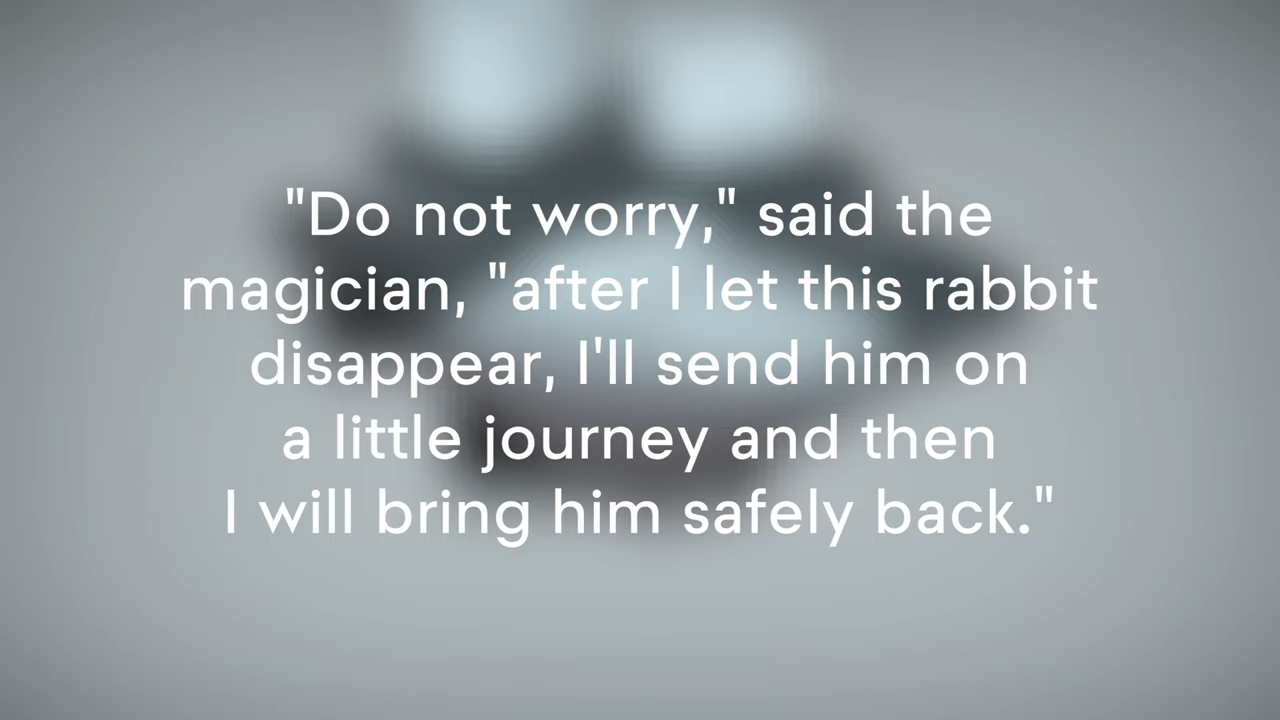 "Do not worry," said the
magician, "after I let this rabbit
disappear, I'll send him on
a little journey and then
I will bring him safely back."